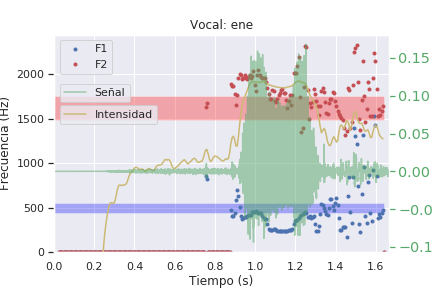 Vocal: ene
F1
F2
Señal
Intensidad
Frecuencia (Hz)
2000
1500
1000
500
0
0.15
0.10
0.05
0.00
−0.0
−0.1
0.0 0.2 0.4 0.6 0.8 1.0 1.2 1.4 1.6
Tiempo (s)